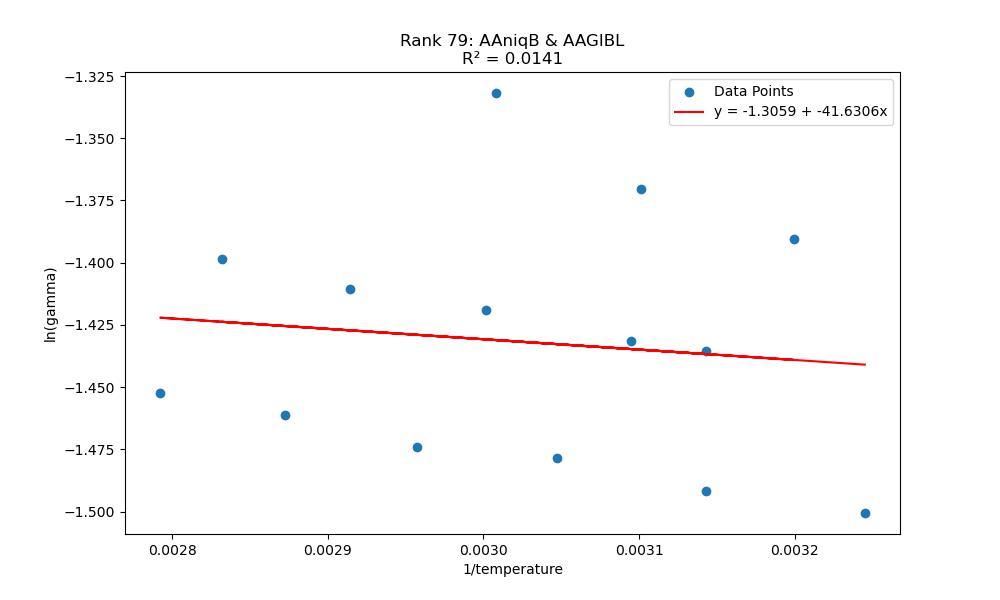 Rank 79: AAniqB & AAGIBL
R² = 0.0141
Data Points
y = -1.3059 + -41.6306x
−1.325
−1.350
−1.375
−1.400
−1.425
−1.450
−1.475
−1.500
ln(gamma)
0.0028 0.0029 0.0030 0.0031 0.0032
1/temperature